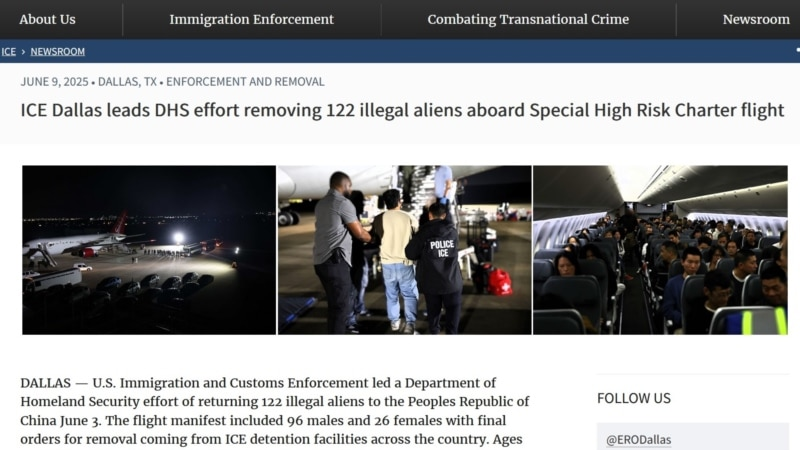 About Us Immigration Enforcement Combating Transnational Crime Newsroom
ICE › NEWSROOM
JUNE 9, 2025 • DALLAS, TX • ENFORCEMENT AND REMOVAL
ICE Dallas leads DHS effort removing 122 illegal aliens aboard Special High Risk Charter flight
POLICE
ICE
DALLAS — U.S. Immigration and Customs Enforcement led a Department of
Homeland Security effort of returning 122 illegal aliens to the Peoples Republic of
China June 3. The flight manifest included 96 males and 26 females with final
orders for removal coming from ICE detention facilities across the country. Ages
FOLLOW US
@ERODallas